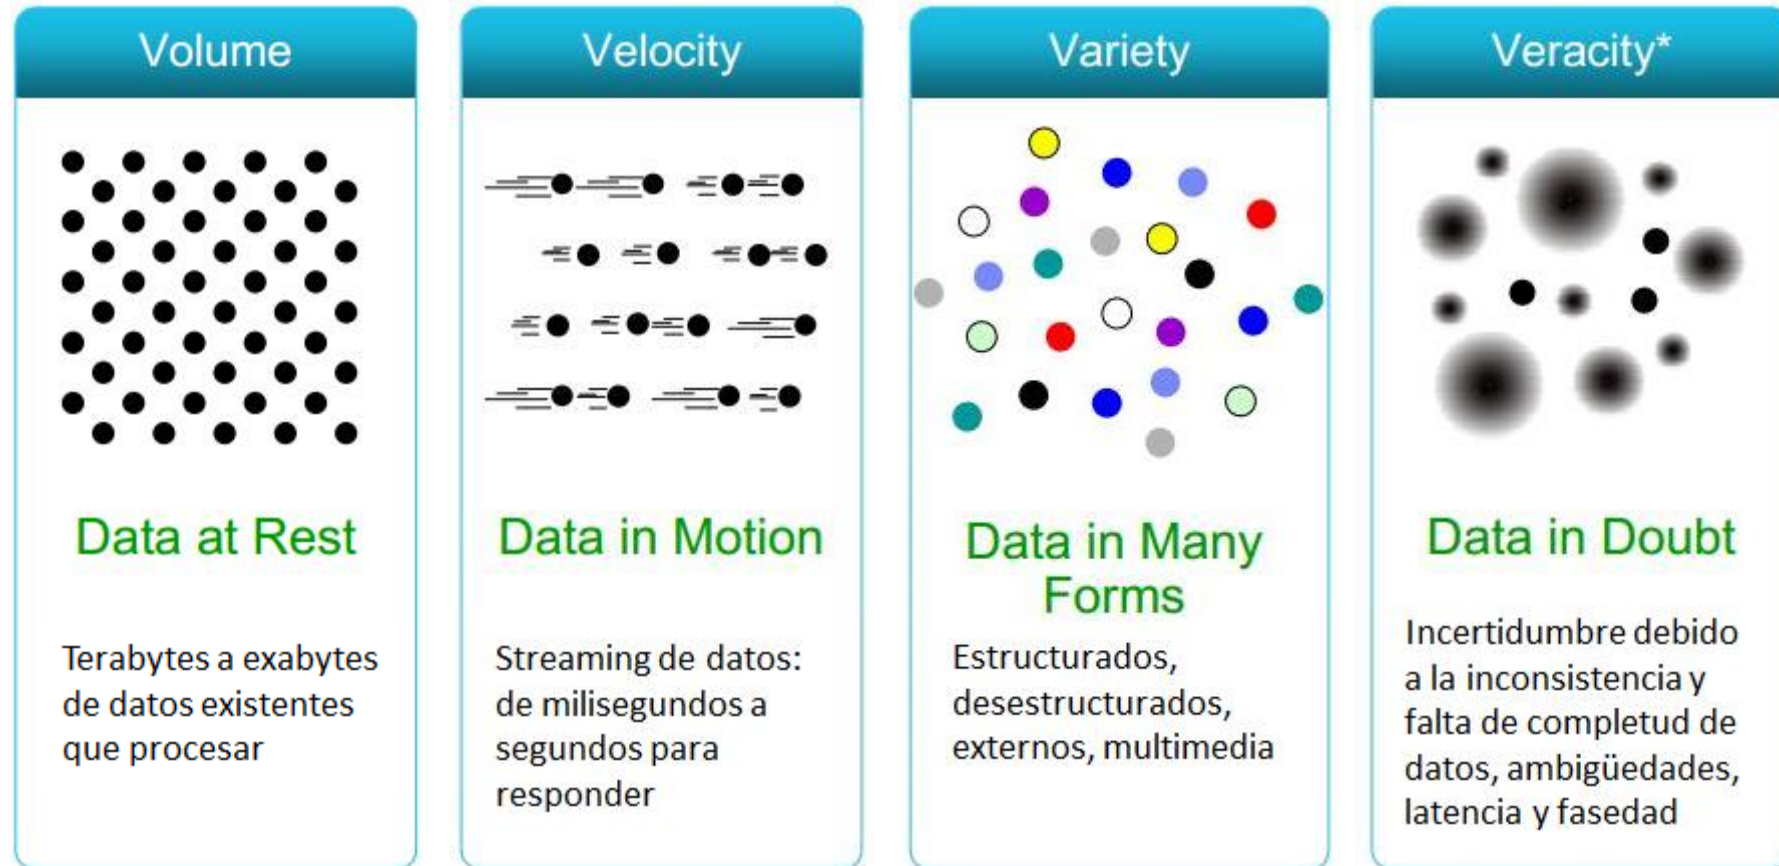 Volume
Data at Rest
Terabytes a exabytes
de datos existentes
que procesar
Velocity
Data in Motion
Streaming de datos:
de milisegundos a
segundos para
responder
Variety
Data in Many
Forms
Estructurados,
desestructurados,
externos, multimedia
Veracity*
Data in Doubt
Incertidumbre debido
a la inconsistencia y
falta de completud de
datos, ambigüedades,
latencia y fasedad